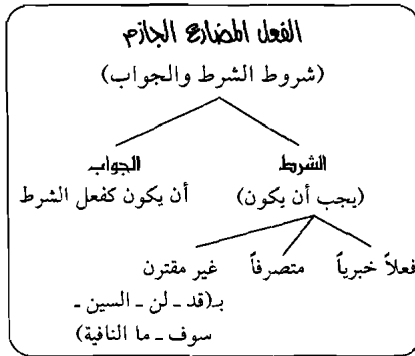 الفعل المضارع الجازم
(شروط الشرط والجواب)
الشرط
الجواب
(يجب أن يكون)
أن يكون كفعل الشرط
فعلاً خبرياً
متصرفاً
غير مقترن
بـ(قد ـ لن ـ السين ـ
سوف ـ ما النافية)